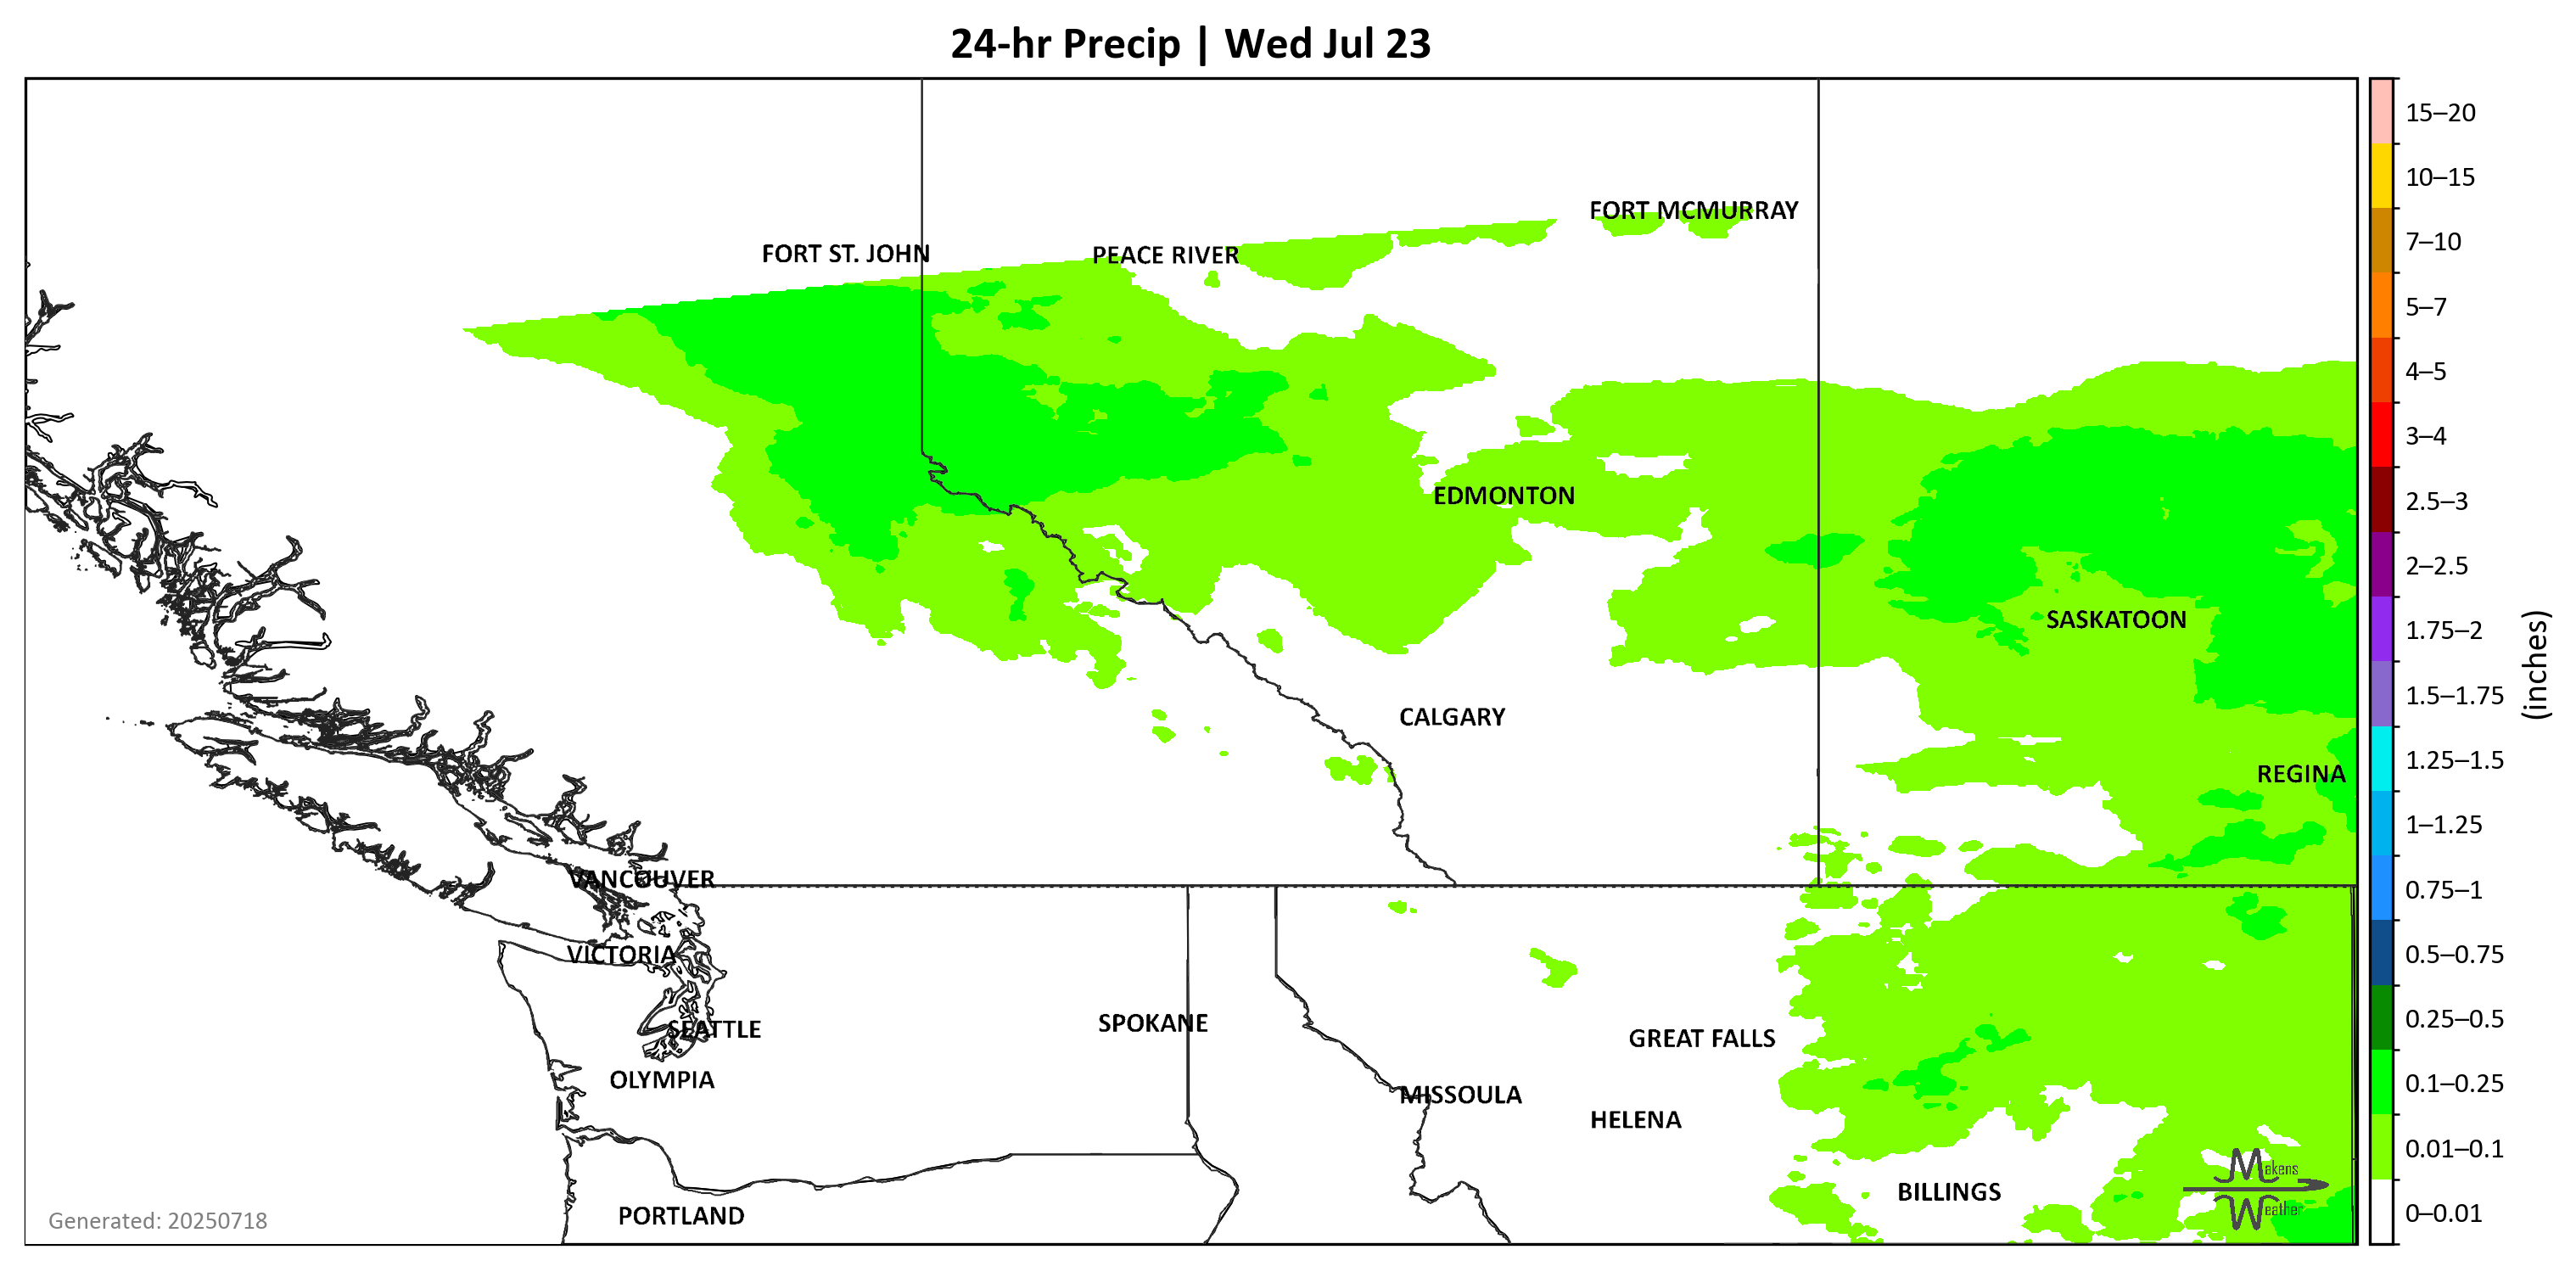 24-hr Precip | Wed Jul 23
15–20
10–15
FORT MCMURRAY
7–10
FORT ST. JOHN
PEACE RIVER
5–7
4–5
3–4
EDMONTON
2.5–3
2–2.5
SASKATOON
1.75–2
(inches)
1.5–1.75
CALGARY
1.25–1.5
REGINA
1–1.25
VANCOUVER
0.75–1
VICTORIA
0.5–0.75
SPOKANE
0.25–0.5
SEATTLE
GREAT FALLS
OLYMPIA
0.1–0.25
MISSOULA
HELENA
0.01–0.1
Makens
Weather
BILLINGS
PORTLAND
0–0.01
Generated: 20250718